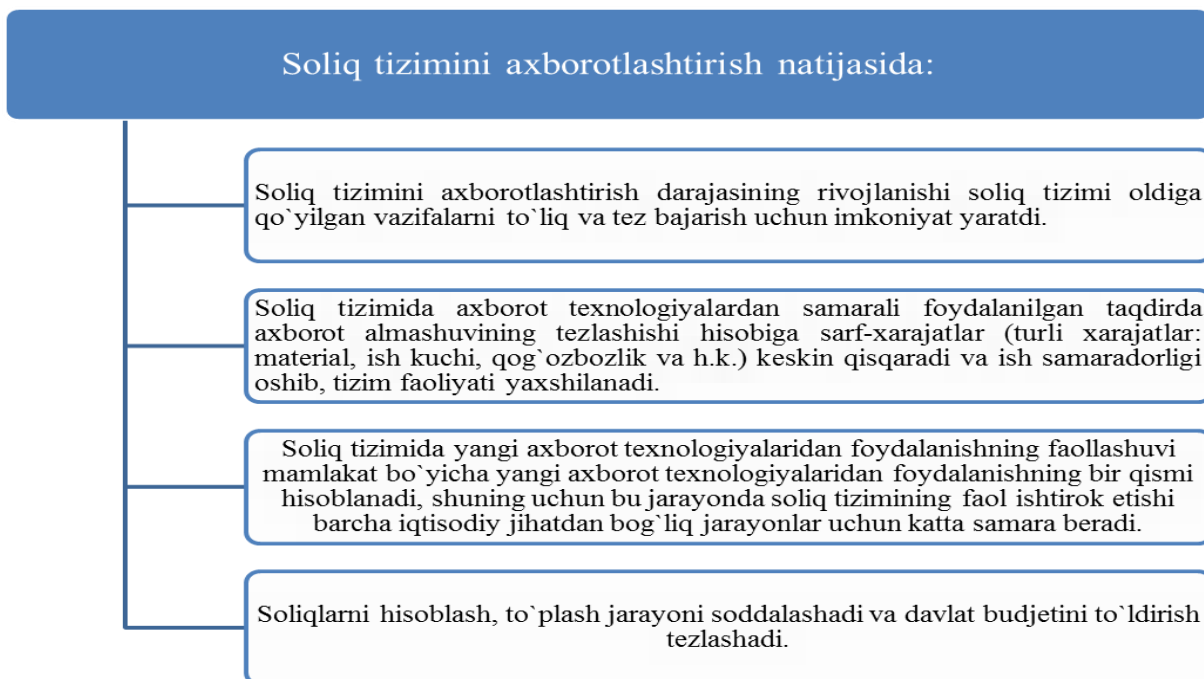 Soliq tizimini axborotlashtirish natijasida:
Soliq tizimini axborotlashtirish darajasining rivojlanishi soliq tizimi oldiga
qo`yilgan vazifalarni to`liq va tez bajarish uchun imkoniyat yaratdi.
Soliq tizimida axborot texnologiyalardan samarali foydalanilgan taqdirda
axborot almashuvining tezlashishi hisobiga sarf-xarajatlar (turli xarajatlar:
material, ish kuchi, qog`ozbozlik va h.k.) keskin qisqaradi va ish samaradorligi
oshib, tizim faoliyati yaxshilanadi.
Soliq tizimida yangi axborot texnologiyalaridan foydalanishning faollashuvi
mamlakat bo`yicha yangi axborot texnologiyalaridan foydalanishning bir qismi
hisoblanadi, shuning uchun bu jarayonda soliq tizimining faol ishtirok etishi
barcha iqtisodiy jihatdan bog`liq jarayonlar uchun katta samara beradi.
Soliqlarni hisoblash, to`plash jarayoni soddalashadi va davlat budjetini to`ldirish
tezlashadi.